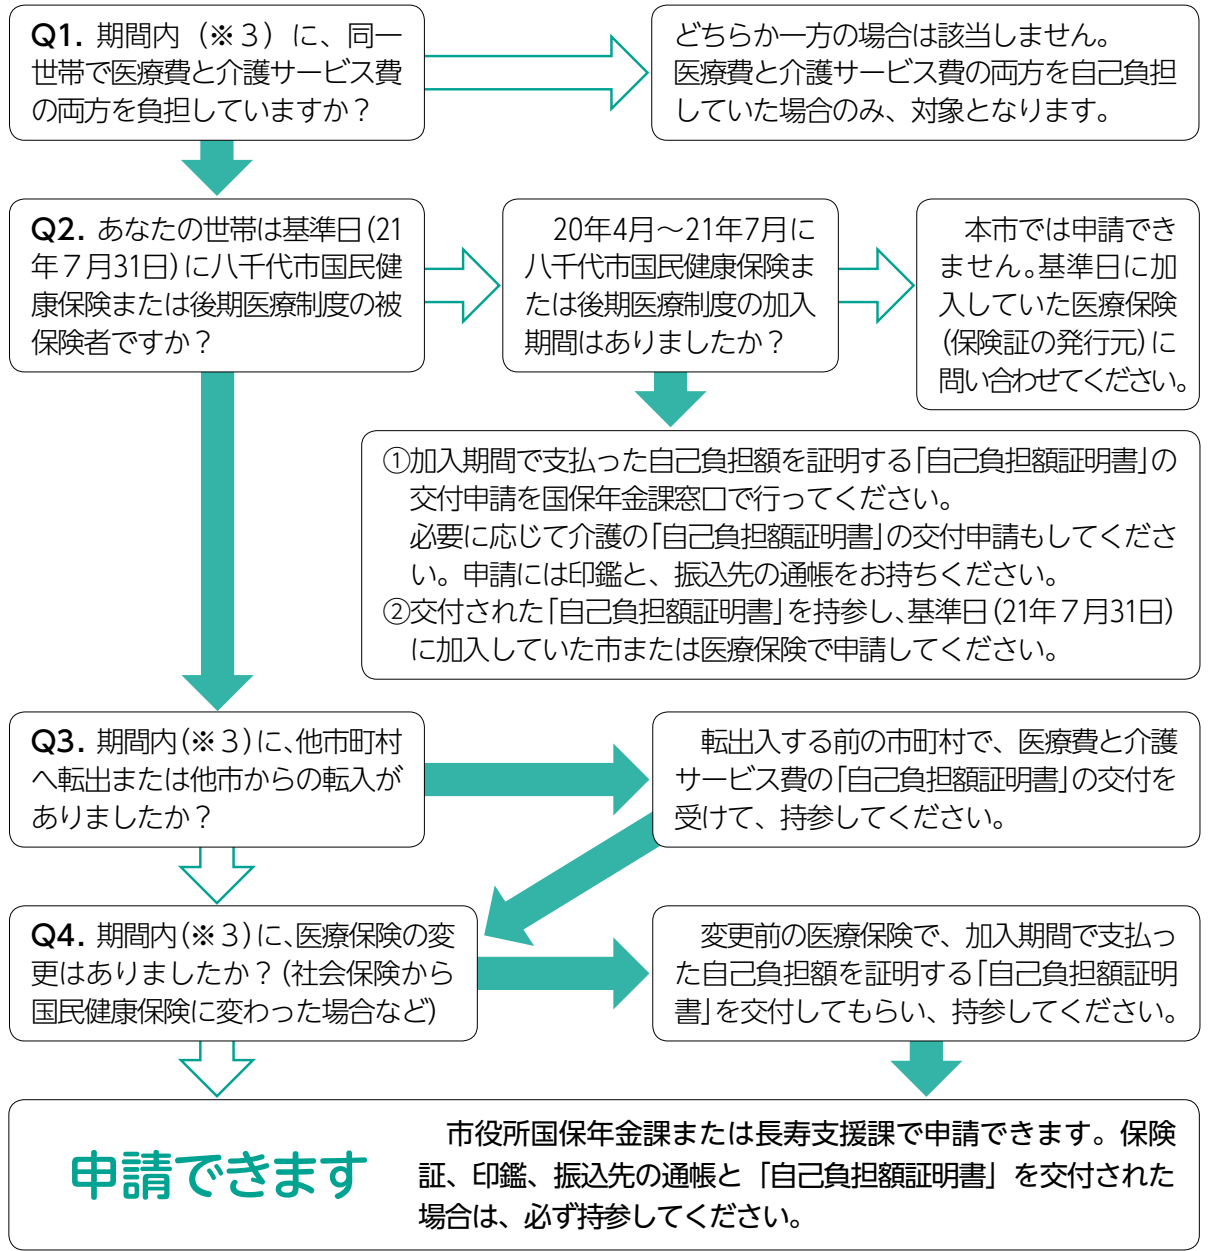 Q1. 期間内（※３）に、同一
世帯で医療費と介護サービス費
の両方を負担していますか？
どちらか一方の場合は該当しません。
医療費と介護サービス費の両方を自己負担
していた場合のみ、対象となります。
Q2. あなたの世帯は基準日(21
年７月31日)に八千代市国民健
康保険または後期医療制度の被
保険者ですか？
20年4月～21年7月に
八千代市国民健康保険ま
たは後期医療制度の加入
期間はありましたか？
本市では申請でき
ません。基準日に加
入していた医療保険
(保険証の発行元)に
問い合わせてください。
①加入期間で支払った自己負担額を証明する「自己負担額証明書」の
交付申請を国保年金課窓口で行ってください。
必要に応じて介護の「自己負担額証明書」の交付申請もしてくださ
い。申請には印鑑と、振込先の通帳をお持ちください。
②交付された「自己負担額証明書」を持参し、基準日(21年７月31日)
に加入していた市または医療保険で申請してください。
Q3. 期間内(※３)に、他市町村
へ転出または他市からの転入が
ありましたか？
転出入する前の市町村で、医療費と介護
サービス費の「自己負担額証明書」の交付を
受けて、持参してください。
Q4. 期間内(※３)に、医療保険の変
更はありましたか？(社会保険から
国民健康保険に変わった場合など)
変更前の医療保険で、加入期間で支払っ
た自己負担額を証明する「自己負担額証明
書」を交付してもらい、持参してください。
申請できます
市役所国保年金課または長寿支援課で申請できます。保険
証、印鑑、振込先の通帳と「自己負担額証明書」を交付された
場合は、必ず持参してください。